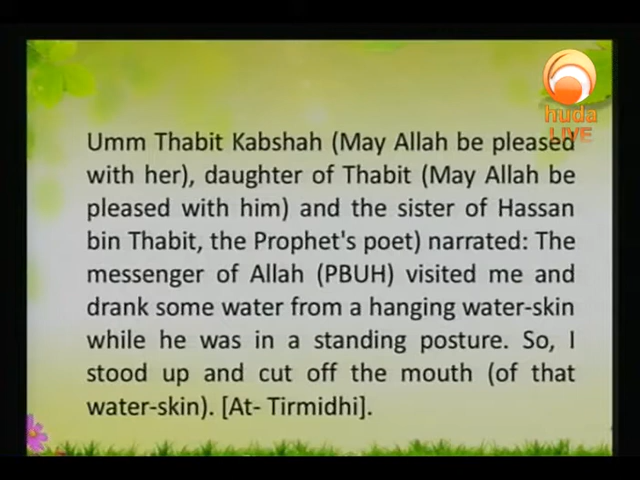 huda
LIVE
Umm Thabit Kabshah (May Allah be pleased
with her), daughter of Thabit (May Allah be
pleased with him) and the sister of Hassan
bin Thabit, the Prophet's poet) narrated: The
messenger of Allah (PBUH) visited me and
drank some water from a hanging water-skin
while he was in a standing posture. So, I
stood up and cut off the mouth (of that
water-skin). [At- Tirmidhi].